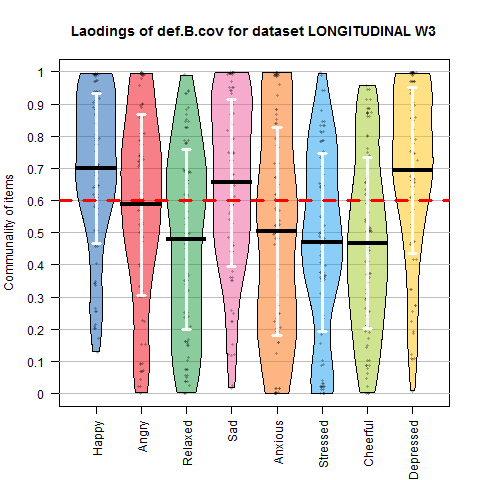 Laodings of def.B.cov for dataset LONGITUDINAL W3
Communality of items
1
0.9
0.8
0.7
0.6
0.5
0.4
0.3
0.2
0.1
0
Happy
Angry
Relaxed
Sad
Anxious
Stressed
Cheerful
Depressed